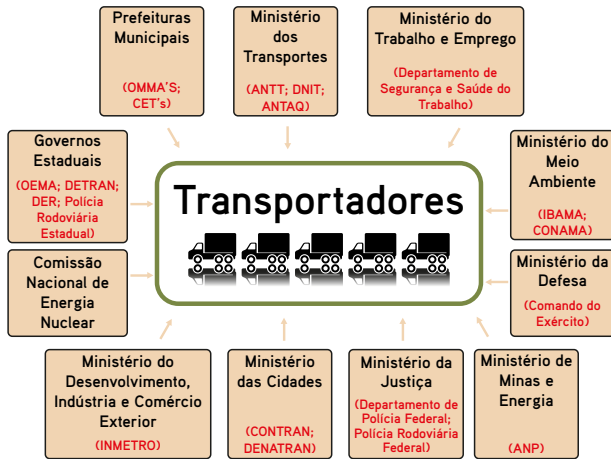 Prefeituras
Municipais
(OMMA'S;
CET's)
Ministério
dos
Transportes
(ANTT; DNIT;
ANTAQ)
Ministério do
Trabalho e Emprego
(Departamento de
Segurança e Saúde do
Trabalho)
Governos
Estaduais
(OEMA; DETRAN;
DER; Polícia
Rodoviária
Estadual)
Transportadores
Ministério do
Meio
Ambiente
(IBAMA;
CONAMA)
Comissão
Nacional de
Energia
Nuclear
Ministério da
Defesa
(Comando do
Exército)
Ministério do
Desenvolvimento,
Indústria e Comércio
Exterior
(INMETRO)
Ministério
das Cidades
(CONTRAN;
DENATRAN)
Ministério da
Justiça
(Departamento de
Polícia Federal;
Polícia Rodoviária
Federal)
Ministério de
Minas e
Energia
(ANP)